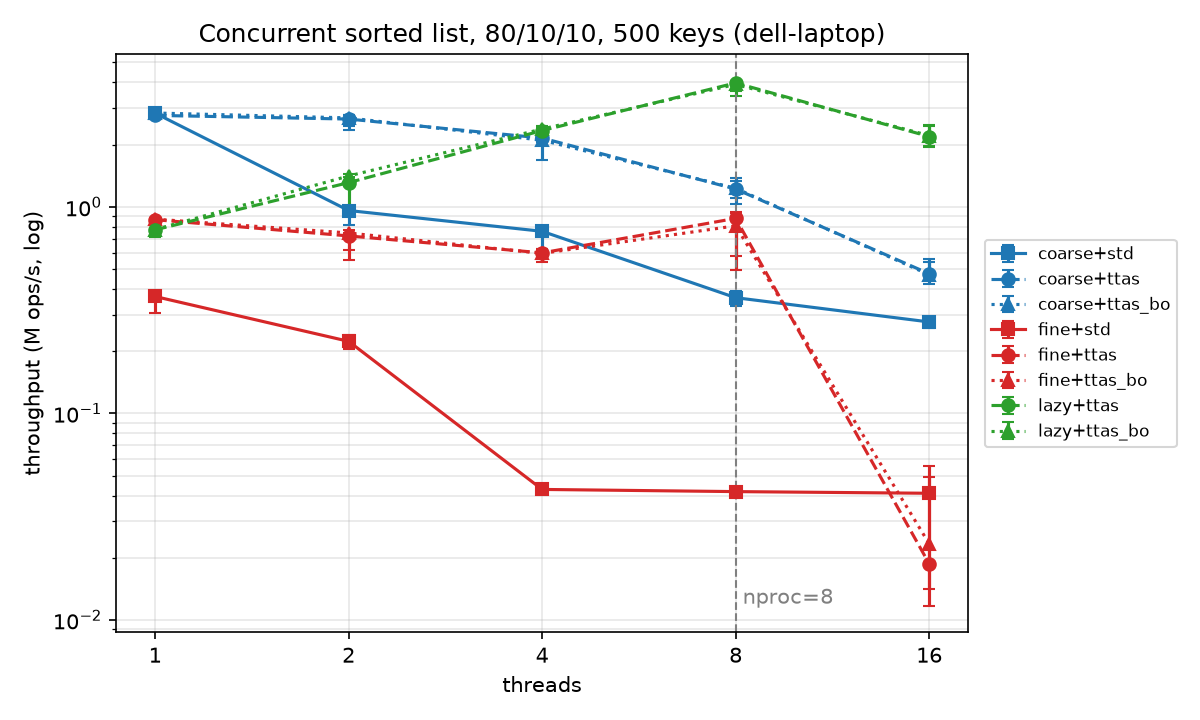 Concurrent sorted list, 80/10/10, 500 keys (dell-laptop)
throughput (M ops/s, log)
10⁰
10⁻¹
10⁻²
nproc=8
1 2 4 8 16
threads
coarse+std
coarse+ttas
coarse+ttas_bo
fine+std
fine+ttas
fine+ttas_bo
lazy+ttas
lazy+ttas_bo